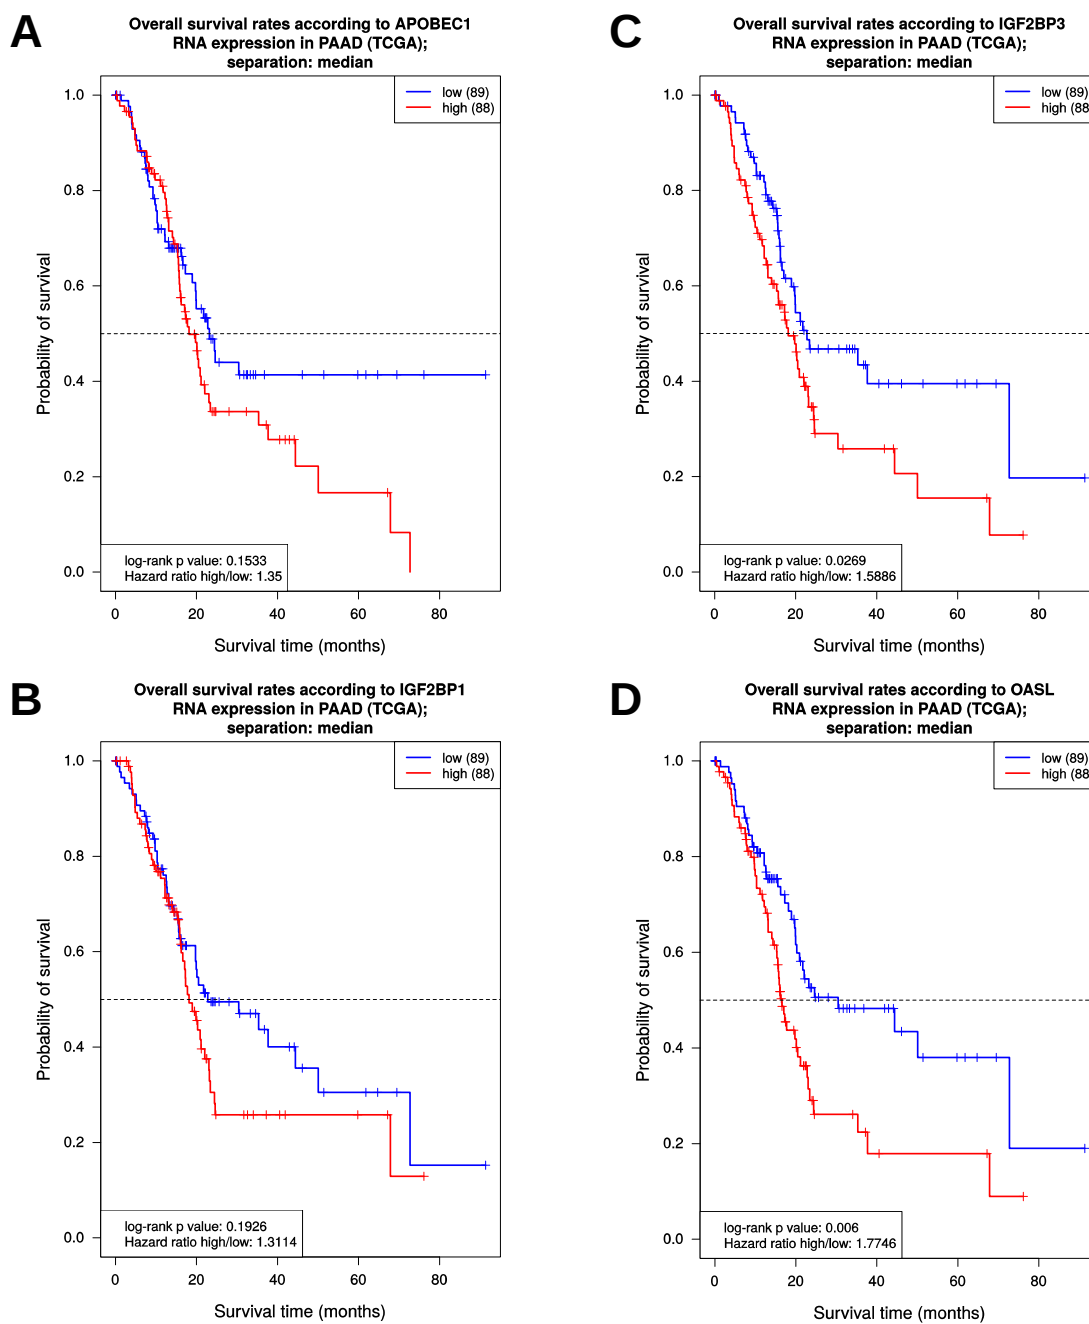 A
Overall survival rates according to APOBEC1
RNA expression in PAAD (TCGA);
separation: median
low (89)
high (88)
1.0
0.8
0.6
0.4
0.2
0.0
Probability of survival
log-rank p value: 0.1533
Hazard ratio high/low: 1.35
0 20 40 60 80
Survival time (months)
C
Overall survival rates according to IGF2BP3
RNA expression in PAAD (TCGA);
separation: median
low (89)
high (88
1.0
0.8
0.6
0.4
0.2
0.0
Probability of survival
log-rank p value: 0.0269
Hazard ratio high/low: 1.5886
0 20 40 60 80
Survival time (months)
B
Overall survival rates according to IGF2BP1
RNA expression in PAAD (TCGA);
separation: median
low (89)
high (88)
1.0
0.8
0.6
0.4
0.2
0.0
Probability of survival
log-rank p value: 0.1926
Hazard ratio high/low: 1.3114
0 20 40 60 80
Survival time (months)
D
Overall survival rates according to OASL
RNA expression in PAAD (TCGA);
separation: median
low (89)
high (88
1.0
0.8
0.6
0.4
0.2
0.0
Probability of survival
log-rank p value: 0.006
Hazard ratio high/low: 1.7746
0 20 40 60 80
Survival time (months)